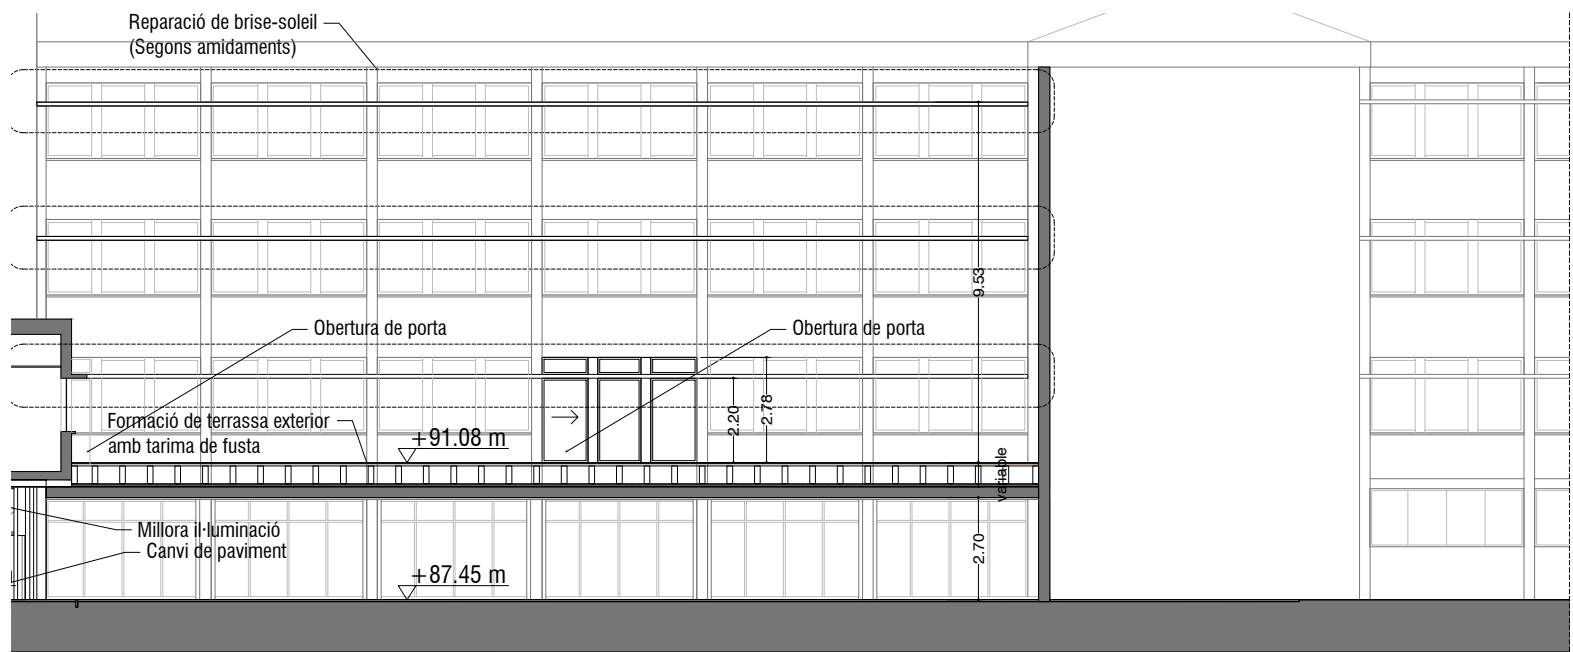 Reparació de brise-soleil
(Segons amidaments)
9.53
Obertura de porta
Obertura de porta
2.20
2.78
Formació de terrassa exterior
amb tarima de fusta
+91.08 m
variable
Millora il·luminació
Canvi de paviment
2.70
+87.45 m